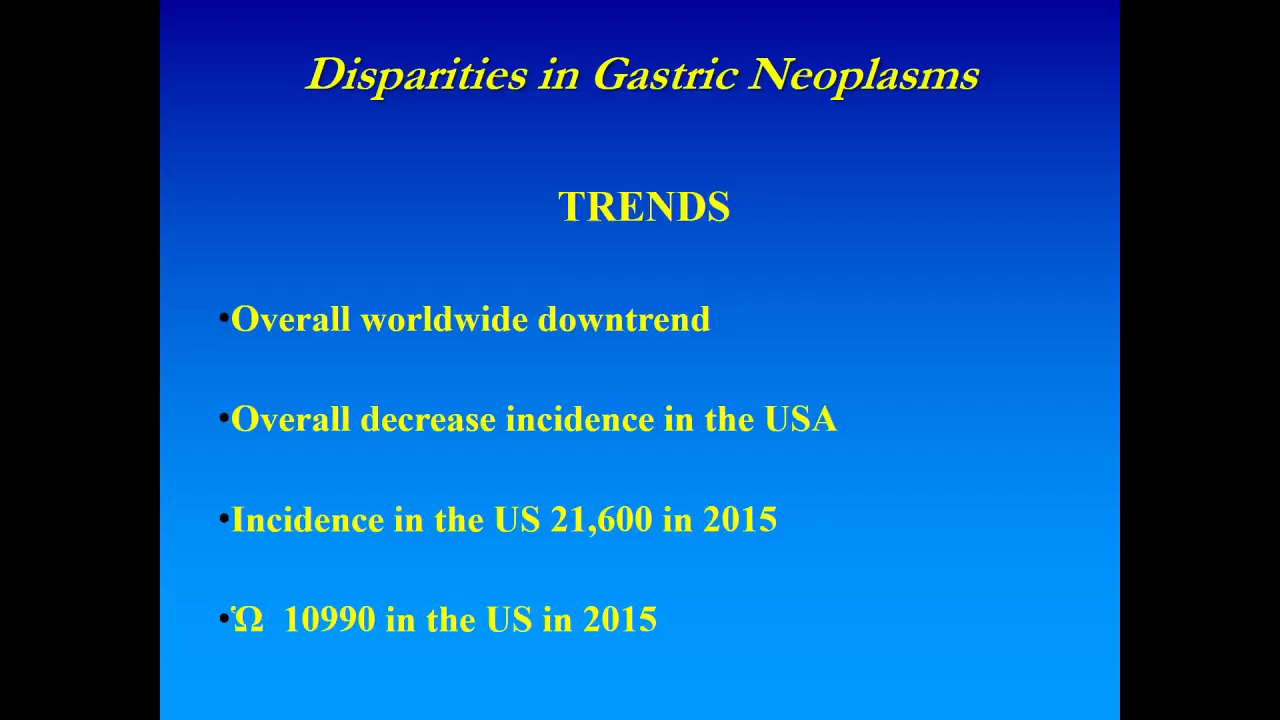 Disparities in Gastric Neoplasms
TRENDS
•Overall worldwide downtrend
•Overall decrease incidence in the USA
•Incidence in the US 21,600 in 2015
•Ὡ 10990 in the US in 2015